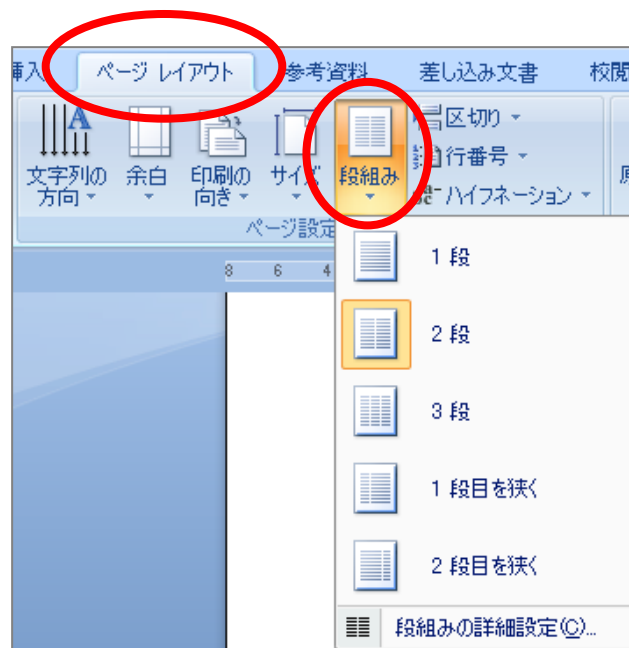 挿入 ページ レイアウト 参考資料 差し込み文書 校閲
文字列の方向 余白 印刷の向き サイズ 段組み
区切り
行番号
ハイフネーション
ページ設定
8 6 4
1 段
2 段
3 段
1 段目を狭く
2 段目を狭く
段組みの詳細設定(C)...